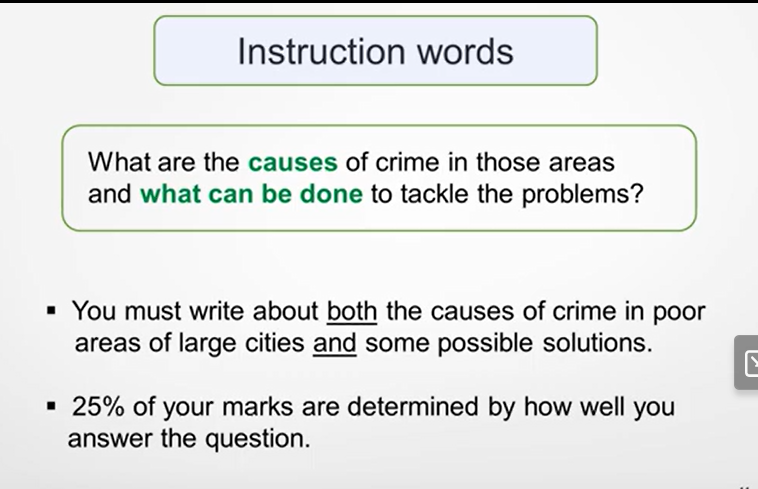 Instruction words
What are the causes of crime in those areas
and what can be done to tackle the problems?
▪ You must write about both the causes of crime in poor
areas of large cities and some possible solutions.
▪ 25% of your marks are determined by how well you
answer the question.